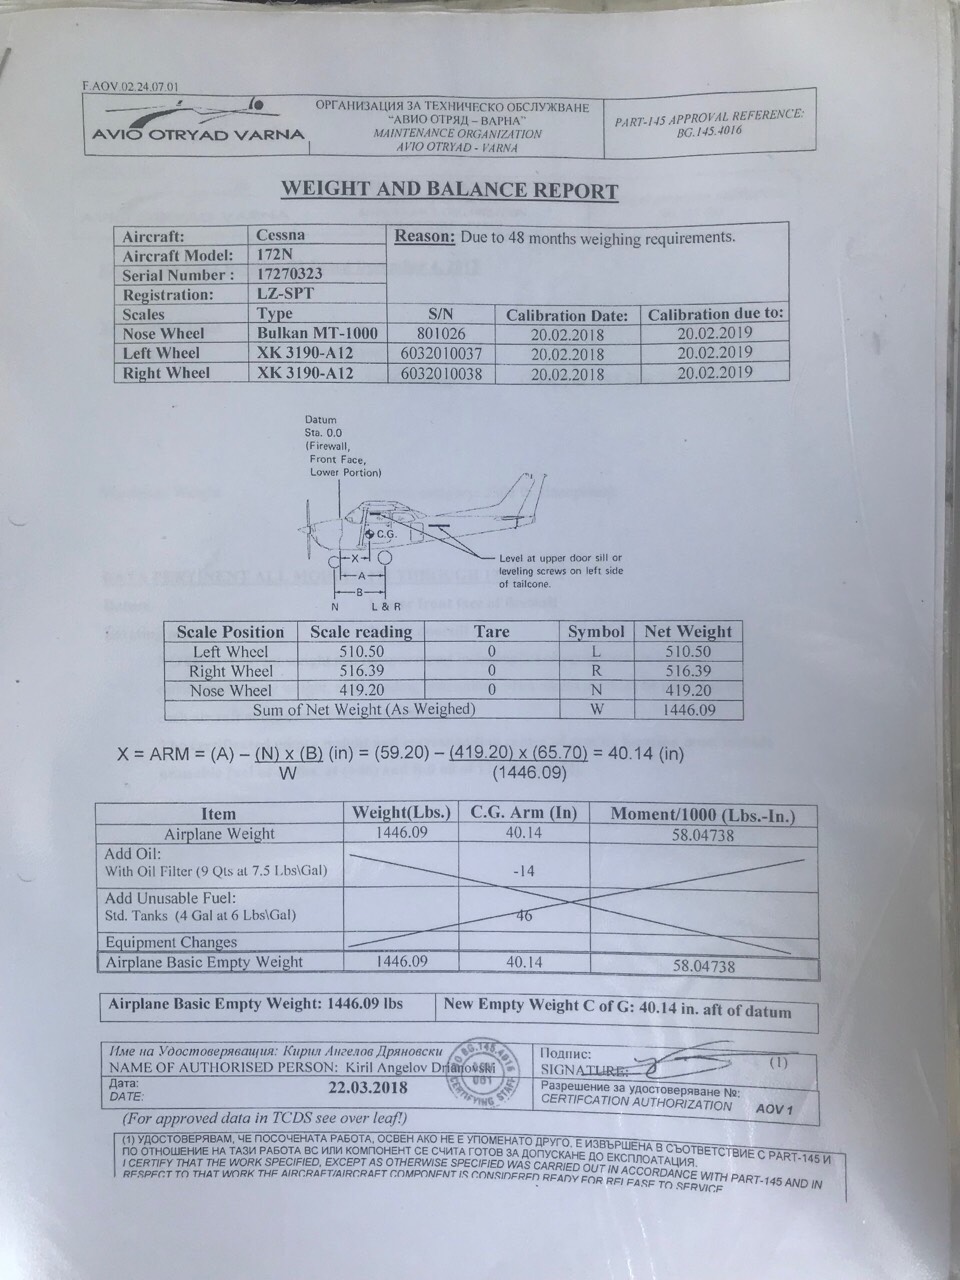 F.AOV.02.24.07.01
AVIO OTRYAD VARNA
ОРГАНИЗАЦИЯ ЗА ТЕХНИЧЕСКО ОБСЛУЖВАНЕ
“АВИО ОТРЯД – ВАРНА”
MAINTENANCE ORGANIZATION
AVIO OTRYAD - VARNA
PART-145 APPROVAL REFERENCE:
BG.145.4016
WEIGHT AND BALANCE REPORT
Aircraft: Cessna Reason: Due to 48 months weighing requirements.
Aircraft Model: 172N
Serial Number : 17270323
Registration: LZ-SPT
Scales Type S/N Calibration Date: Calibration due to:
Nose Wheel Bulkan MT-1000 801026 20.02.2018 20.02.2019
Left Wheel XK 3190-A12 6032010037 20.02.2018 20.02.2019
Right Wheel XK 3190-A12 6032010038 20.02.2018 20.02.2019
Datum
Sta. 0.0
(Firewall,
Front Face,
Lower Portion)
C.G.
X
A
B
N L & R
Level at upper door sill or
leveling screws on left side
of tailcone.
Scale Position Scale reading Tare Symbol Net Weight
Left Wheel 510.50 0 L 510.50
Right Wheel 516.39 0 R 516.39
Nose Wheel 419.20 0 N 419.20
Sum of Net Weight (As Weighed) W 1446.09
X = ARM = (A) – (N) x (B) (in) = (59.20) – (419.20) x (65.70) = 40.14 (in)
W (1446.09)
Item Weight(Lbs.) C.G. Arm (In) Moment/1000 (Lbs.-In.)
Airplane Weight 1446.09 40.14 58.04738
Add Oil:
With Oil Filter (9 Qts at 7.5 Lbs\Gal) -14
Add Unusable Fuel:
Std. Tanks (4 Gal at 6 Lbs\Gal) 46
Equipment Changes
Airplane Basic Empty Weight 1446.09 40.14 58.04738
Airplane Basic Empty Weight: 1446.09 lbs New Empty Weight C of G: 40.14 in. aft of datum
Име на Удостоверяващия: Кирил Ангелов Дряновски
NAME OF AUTHORISED PERSON: Kiril Angelov Drianovski
Подпис:
SIGNATURE: (1)
Дата:
DATE: 22.03.2018
Разрешение за удостоверяване №:
CERTIFCATION AUTHORIZATION AOV 1
BG.145.4016
001
CERTIFYING STAFF
(For approved data in TCDS see over leaf!)
(1) УДОСТОВЕРЯВАМ, ЧЕ ПОСОЧЕНАТА РАБОТА, ОСВЕН АКО НЕ Е УПОМЕНАТО ДРУГО, Е ИЗВЪРШЕНА В СЪОТВЕТСТВИЕ С PART-145 И
ПО ОТНОШЕНИЕ НА ТАЗИ РАБОТА ВС ИЛИ КОМПОНЕНТ СЕ СЧИТА ГОТОВ ЗА ДОПУСКАНЕ ДО ЕКСПЛОАТАЦИЯ.
I CERTIFY THAT THE WORK SPECIFIED, EXCEPT AS OTHERWISE SPECIFIED WAS CARRIED OUT IN ACCORDANCE WITH PART-145 AND IN
RESPECT TO THAT WORK THE AIRCRAFT/AIRCRAFT COMPONENT IS CONSIDERED READY FOR RELEASE TO SERVICE